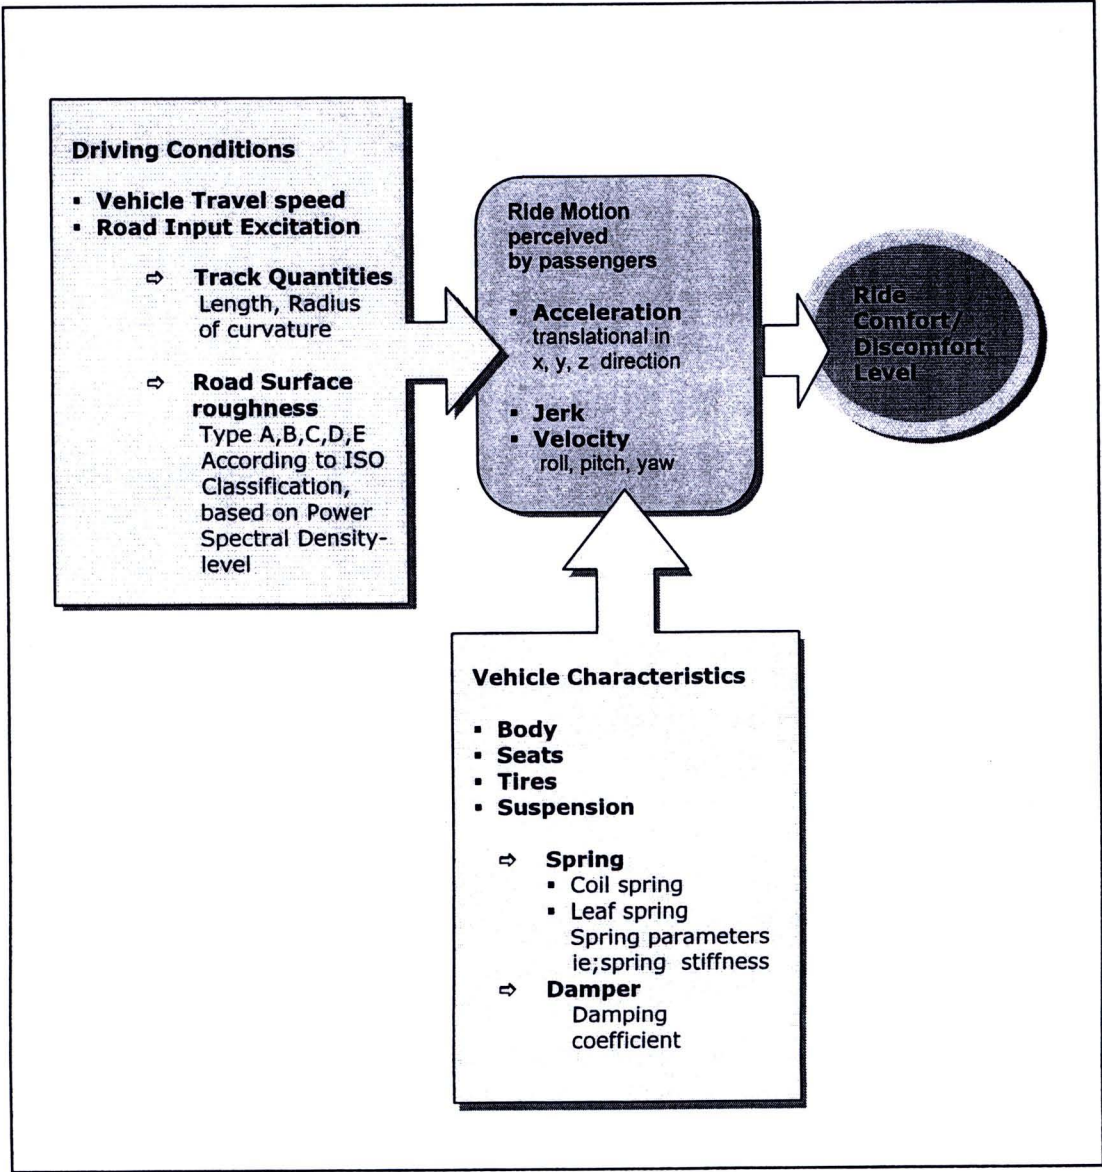 Driving Conditions
▪ Vehicle Travel speed
▪ Road Input Excitation
⇨ Track Quantities
Length, Radius
of curvature
⇨ Road Surface
roughness
Type A,B,C,D,E
According to ISO
Classification,
based on Power
Spectral Density-
level
Ride Motion
perceived
by passengers
▪ Acceleration
translational in
x, y, z direction
▪ Jerk
▪ Velocity
roll, pitch, yaw
Ride
Comfort/
Discomfort
Level
Vehicle Characteristics
▪ Body
▪ Seats
▪ Tires
▪ Suspension
⇨ Spring
▪ Coil spring
▪ Leaf spring
Spring parameters
ie;spring stiffness
⇨ Damper
Damping
coefficient